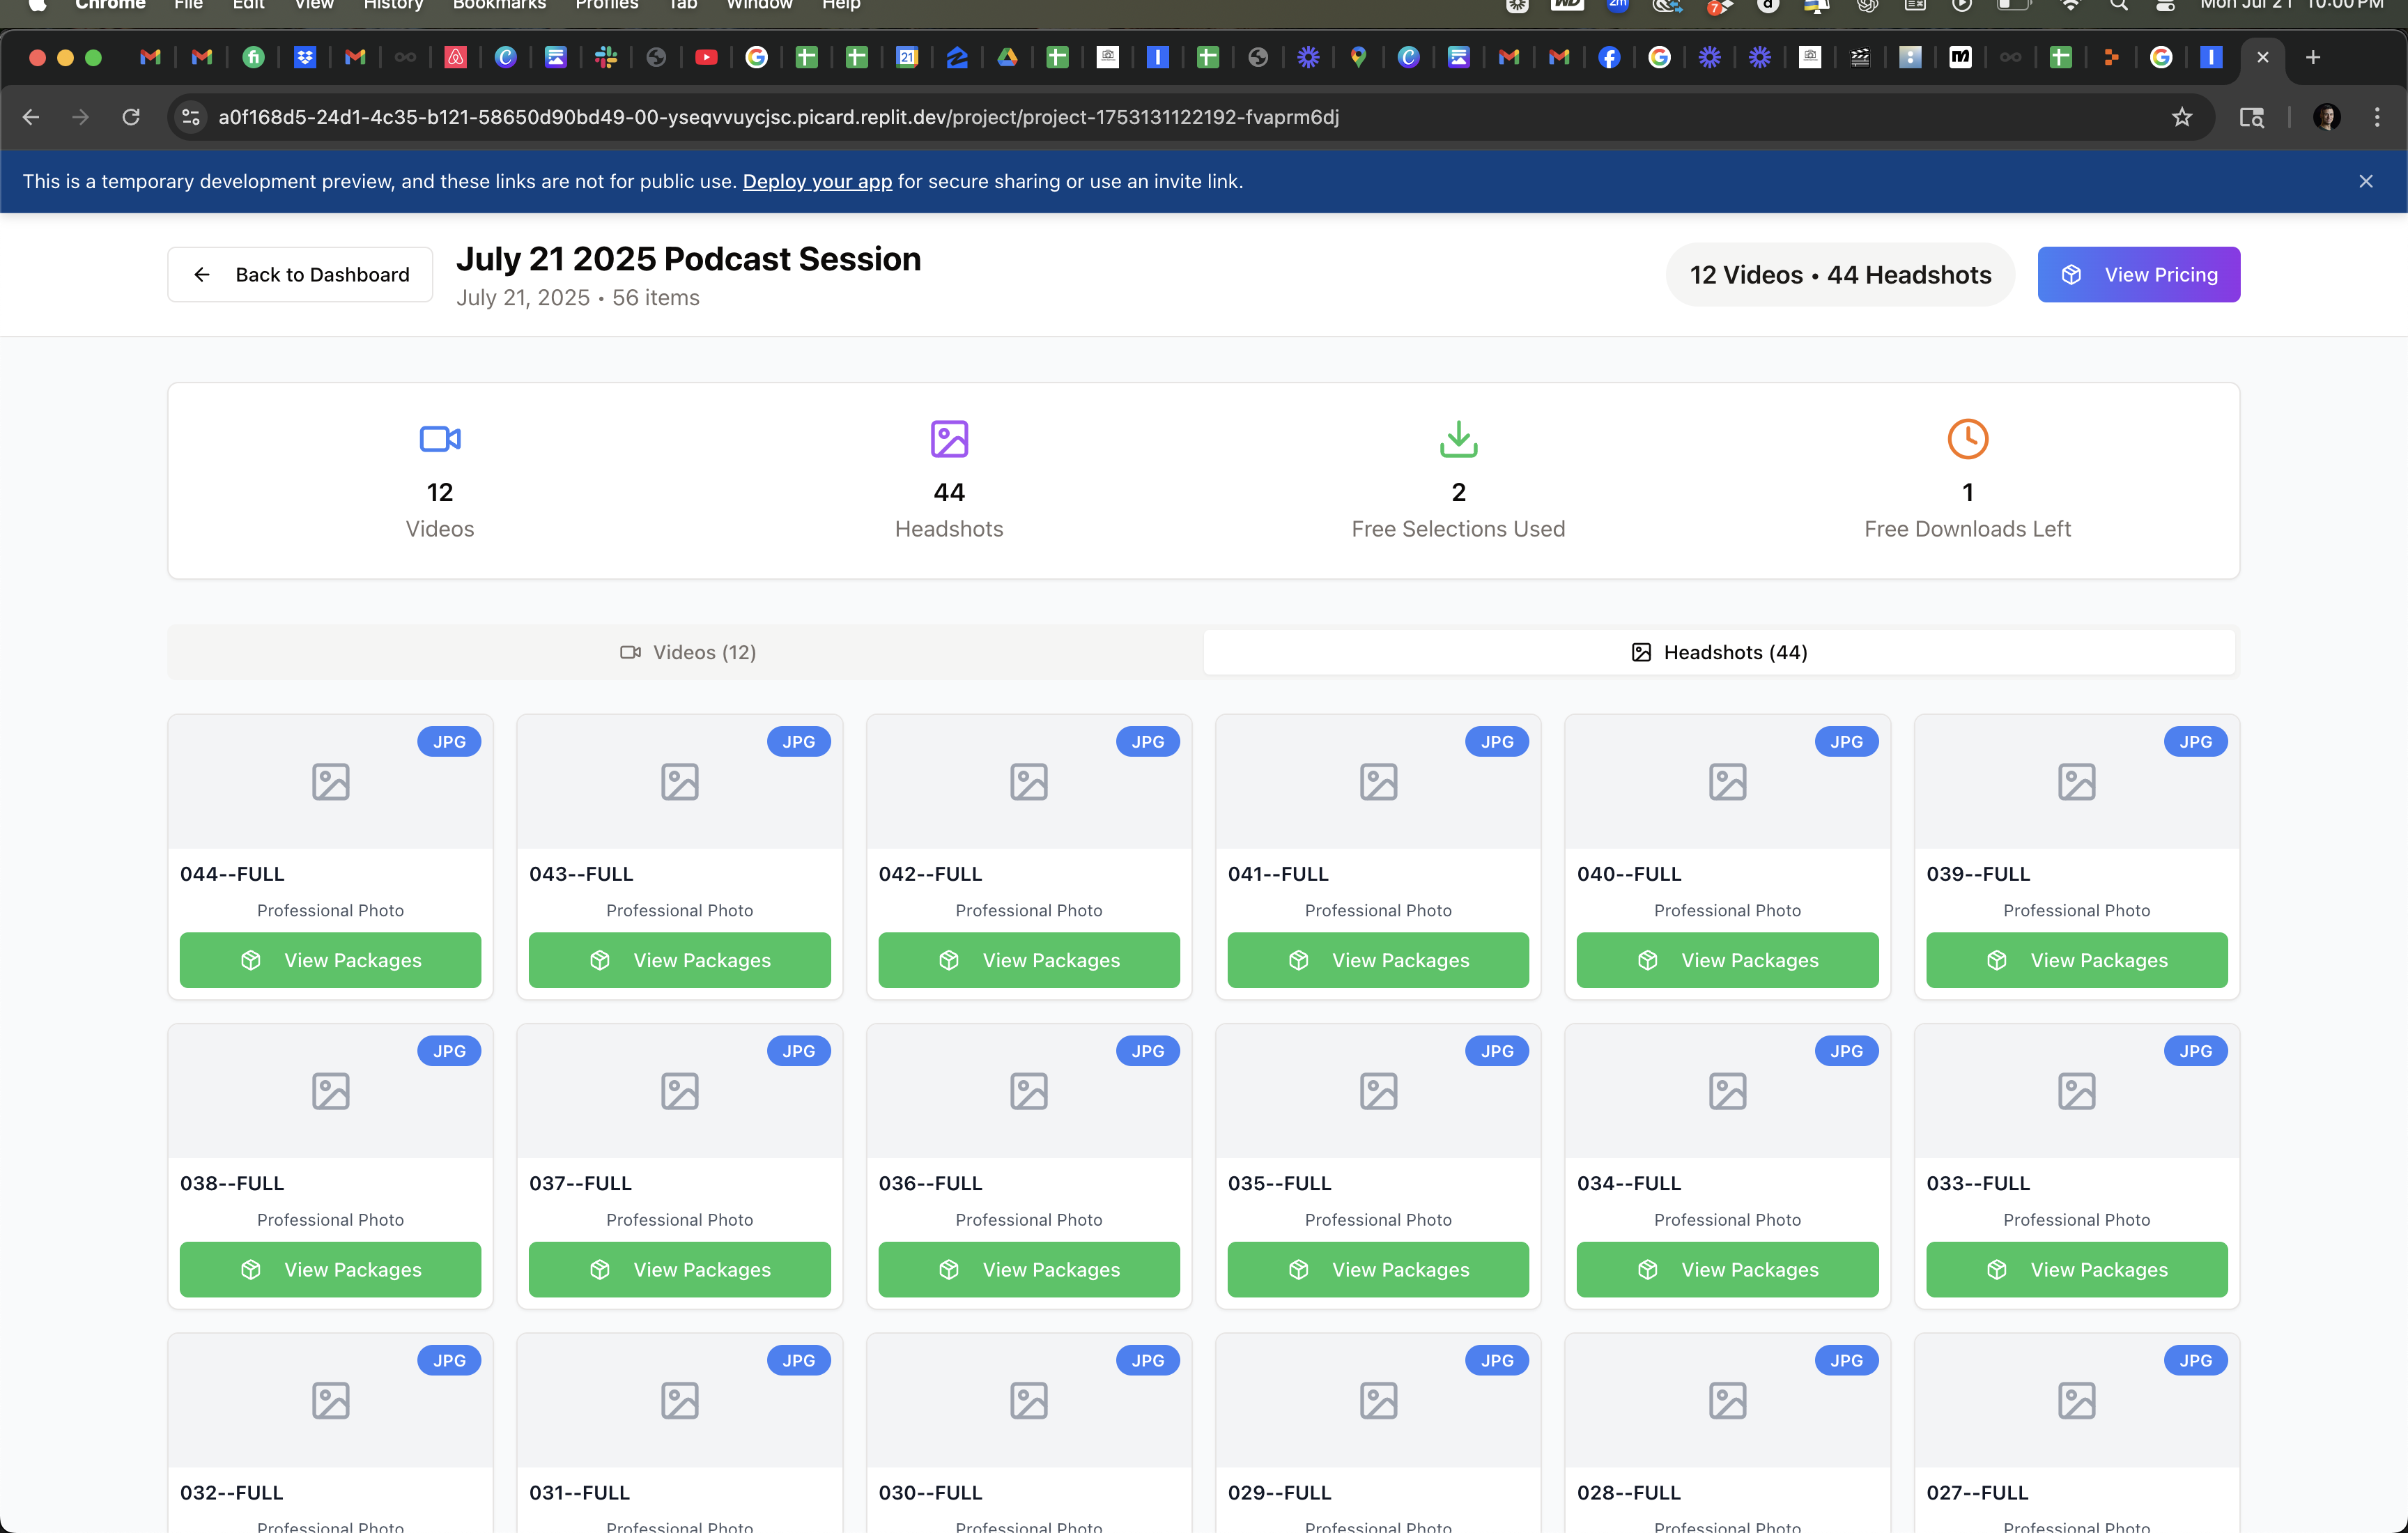 Chrome File Edit View History Bookmarks Profiles Tab Window Help
Mon Jul 21 10:00 PM
a0f168d5-24d1-4c35-b121-58650d90bd49-00-yseqvvuycjsc.picard.replit.dev/project/project-1753131122192-fvaprm6dj
This is a temporary development preview, and these links are not for public use. Deploy your app for secure sharing or use an invite link.
Back to Dashboard
July 21 2025 Podcast Session
July 21, 2025 • 56 items
12 Videos • 44 Headshots
View Pricing
12 44 2 1
Videos Headshots Free Selections Used Free Downloads Left
Videos (12) Headshots (44)
JPG JPG JPG JPG JPG JPG
044--FULL 043--FULL 042--FULL 041--FULL 040--FULL 039--FULL
Professional Photo Professional Photo Professional Photo Professional Photo Professional Photo Professional Photo
View Packages View Packages View Packages View Packages View Packages View Packages
JPG JPG JPG JPG JPG JPG
038--FULL 037--FULL 036--FULL 035--FULL 034--FULL 033--FULL
Professional Photo Professional Photo Professional Photo Professional Photo Professional Photo Professional Photo
View Packages View Packages View Packages View Packages View Packages View Packages
JPG JPG JPG JPG JPG JPG
032--FULL 031--FULL 030--FULL 029--FULL 028--FULL 027--FULL
Professional Photo Professional Photo Professional Photo Professional Photo Professional Photo Professional Photo